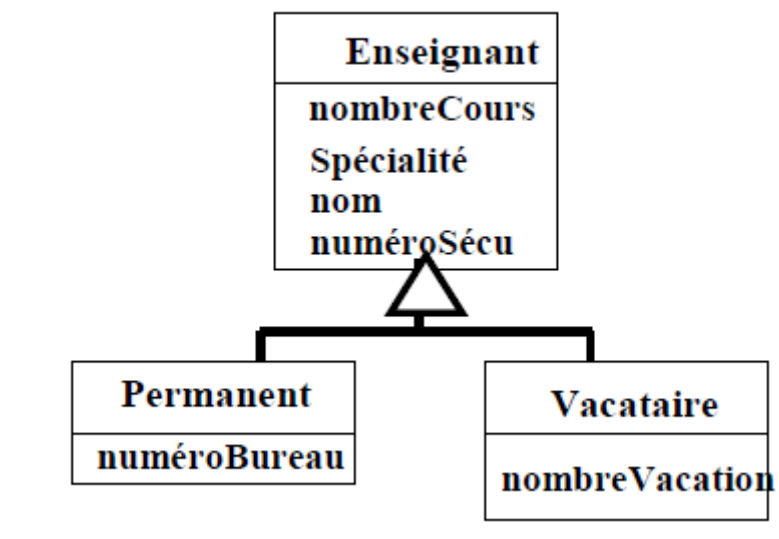 Enseignant
nombreCours
Spécialité
nom
numéroSécu
Permanent
numéroBureau
Vacataire
nombreVacation